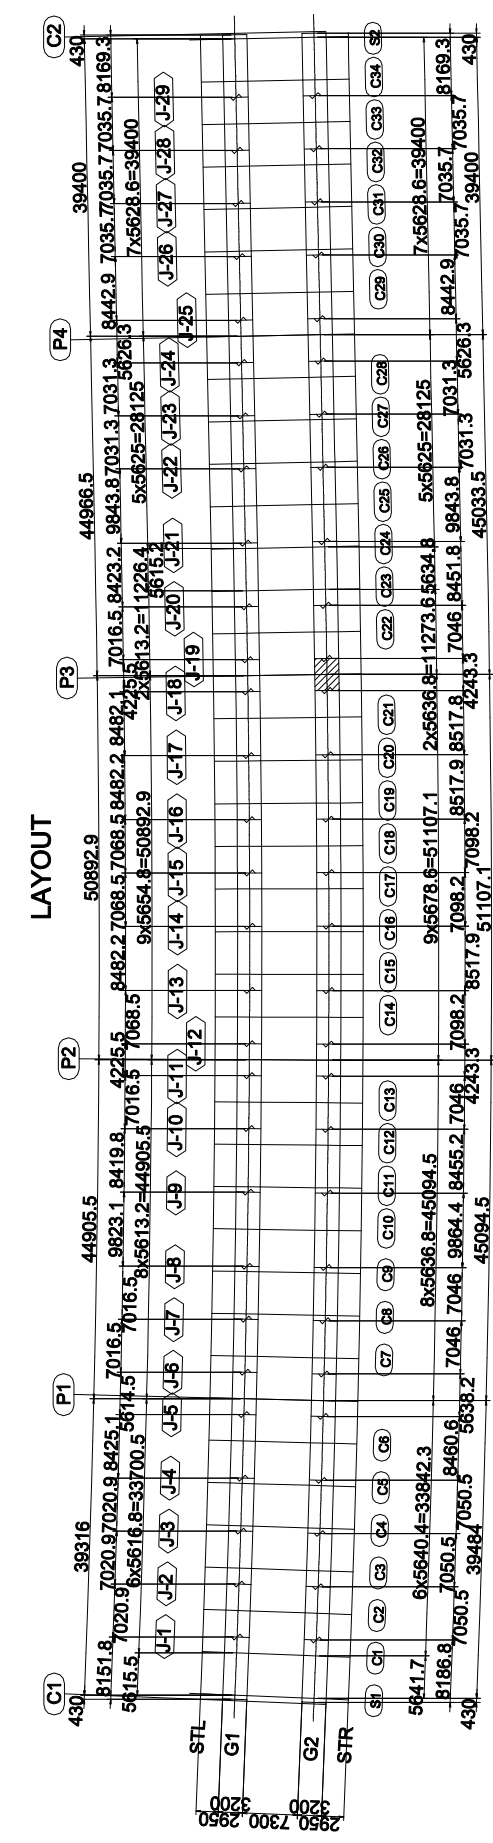 LAYOUT
C1 P1 P2 P3 P4 C2
39316 44905.5 50892.9 44966.5 39400
430 8151.8 7020.9 7020.9 7020.9 8425.1 5614.5 7016.5 7016.5 7016.5 9823.1 8419.8 7016.5 4225.5 7068.5 8482.2 7068.5 7068.5 8482.2 8482.1 4225.5 7016.5 8423.2 5615.2 9843.8 7031.3 7031.3 5626.3 8442.9 7035.7 7035.7 7035.7 8169.3 430
5615.5 6x5616.8=33700.5 8x5613.2=44905.5 9x5654.8=50892.9 2x5613.2=11226.4 5x5625=28125 7x5628.6=39400
J-1 J-2 J-3 J-4 J-5 J-6 J-7 J-8 J-9 J-10 J-11 J-12 J-13 J-14 J-15 J-16 J-17 J-18 J-19 J-20 J-21 J-22 J-23 J-24 J-25 J-26 J-27 J-28 J-29
STL
G1
G2
STR
2950 3200 7300 3200 2950
S1 C1 C2 C3 C4 C5 C6 C7 C8 C9 C10 C11 C12 C13 C14 C15 C16 C17 C18 C19 C20 C21 C22 C23 C24 C25 C26 C27 C28 C29 C30 C31 C32 C33 C34 S2
5641.7 6x5640.4=33842.3 8x5636.8=45094.5 9x5678.6=51107.1 2x5636.8=11273.6 5634.8 5x5625=28125 7x5628.6=39400
430 8186.8 7050.5 7050.5 7050.5 8460.6 5638.2 7046 7046 9864.4 8455.2 7046 4243.3 7098.2 8517.9 7098.2 7098.2 8517.9 8517.8 4243.3 7046 8451.8 9843.8 7031.3 7031.3 5626.3 8442.9 7035.7 7035.7 7035.7 8169.3 430
39484 45094.5 51107.1 45033.5 39400